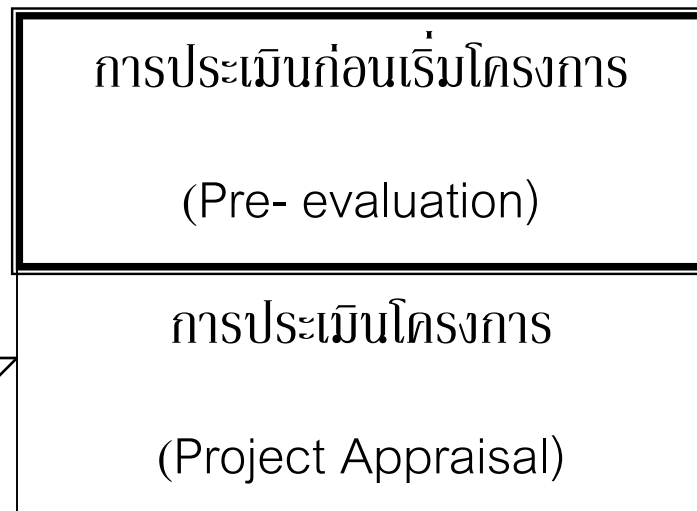 การประเมินก่อนเริ่มโครงการ
(Pre- evaluation)
การประเมินโครงการ
(Project Appraisal)